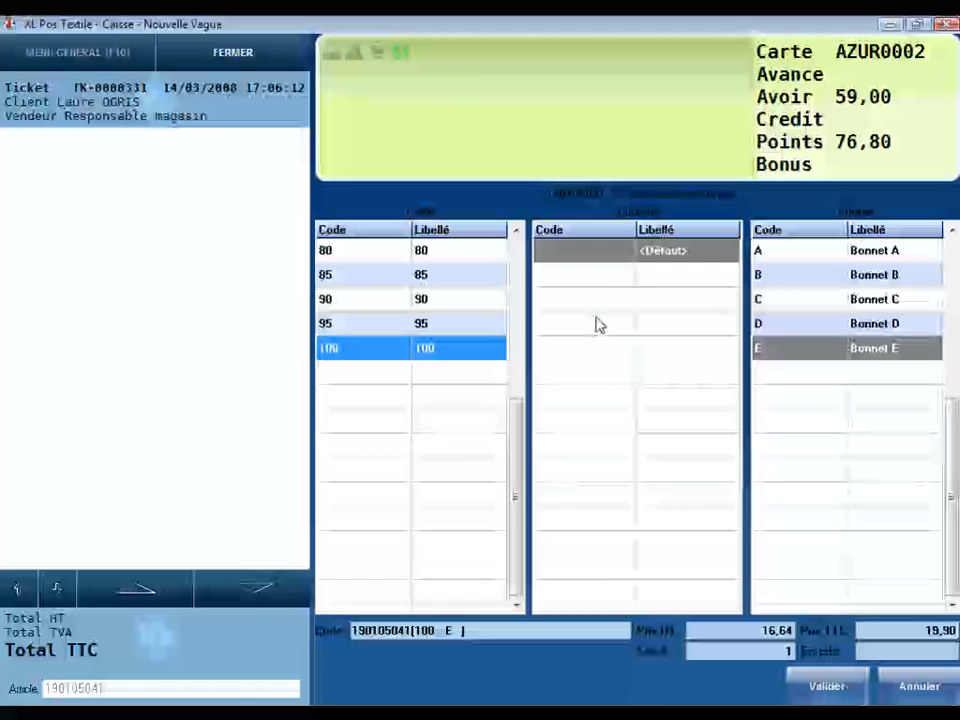 XL Pos Textile - Caisse - Nouvelle Vague
MENU GENERAL (F10) FERMER
Ticket TK-0000331 14/03/2008 17:06:12
Client Laure OGRIS
Vendeur Responsable magasin
Carte AZUR0002
Avance
Avoir 59,00
Credit
Points 76,80
Bonus
Code Libellé
80 80
85 85
90 90
95 95
100 100
Code Libellé
<Défaut>
Code Libellé
A Bonnet A
B Bonnet B
C Bonnet C
D Bonnet D
E Bonnet E
Total HT
Total TVA
Total TTC
Article 190105041
Code 190105041[100 E ]
16,64
19,90
1
Valider Annuler